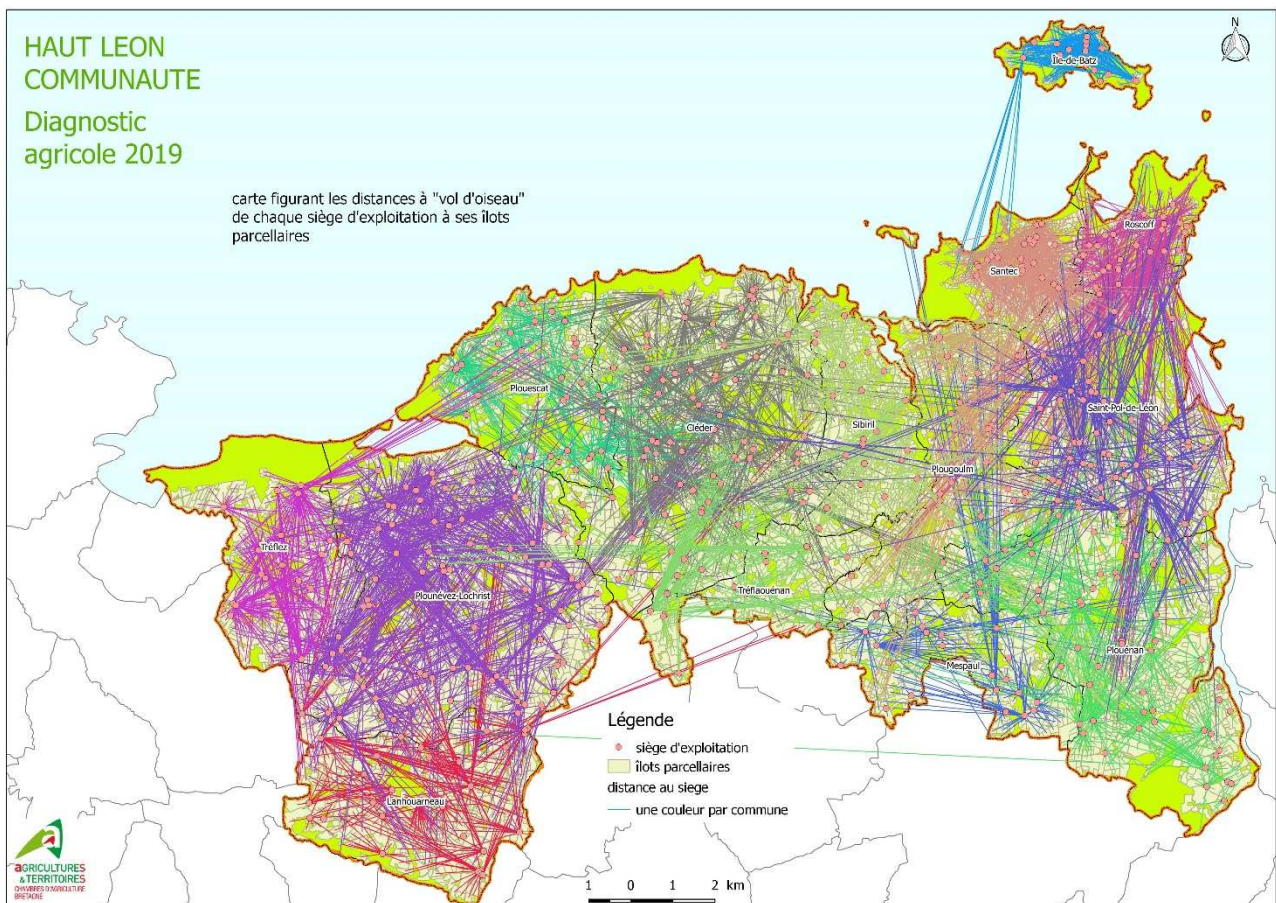 HAUT LEON
COMMUNAUTE
Diagnostic
agricole 2019
carte figurant les distances à "vol d'oiseau"
de chaque siège d'exploitation à ses îlots
parcellaires
N
Île-de-Batz
Roscoff
Santec
Plouescat
Cléder
Sibiril
Saint-Pol-de-Léon
Plougoulm
Tréflez
Plounévez-Lochrist
Tréflaouénan
Plouénan
Mespaul
Lanhouarneau
Légende
siège d'exploitation
îlots parcellaires
distance au siege
une couleur par commune
1 0 1 2 km
aGRICULTURES
& TERRITOIRES
CHAMBRES D'AGRICULTURE
BRETAGNE